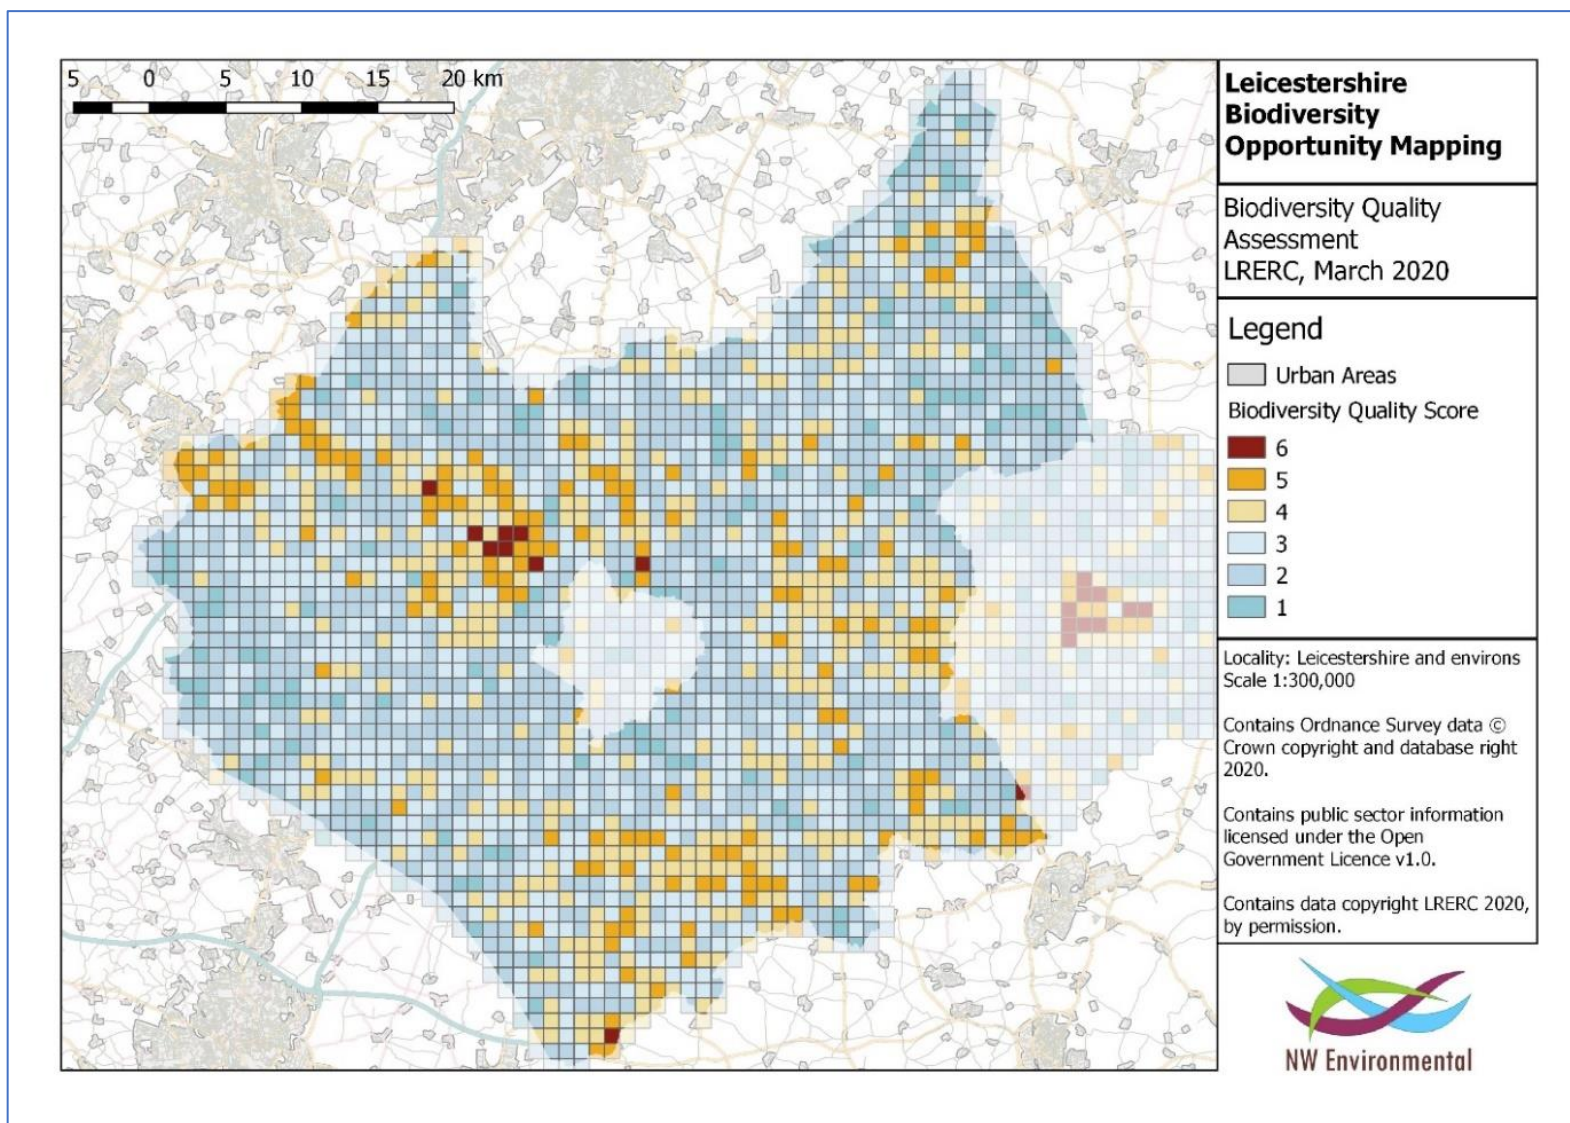 5 0 5 10 15 20 km
Leicestershire
Biodiversity
Opportunity Mapping
Biodiversity Quality
Assessment
LRERC, March 2020
Legend
Urban Areas
Biodiversity Quality Score
6
5
4
3
2
1
Locality: Leicestershire and environs
Scale 1:300,000
Contains Ordnance Survey data ©
Crown copyright and database right
2020.
Contains public sector information
licensed under the Open
Government Licence v1.0.
Contains data copyright LRERC 2020,
by permission.
NW Environmental